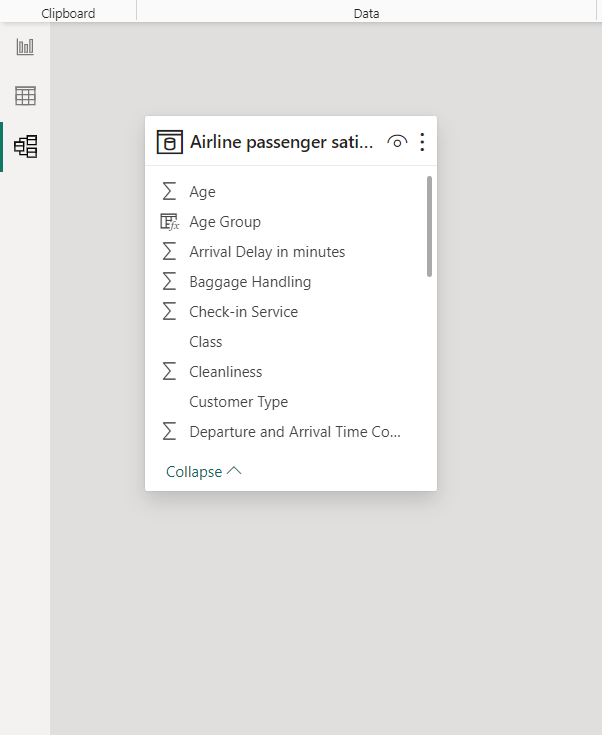 Clipboard
Data
Airline passenger sati...
Age
Age Group
Arrival Delay in minutes
Baggage Handling
Check-in Service
Class
Cleanliness
Customer Type
Departure and Arrival Time Co...
Collapse